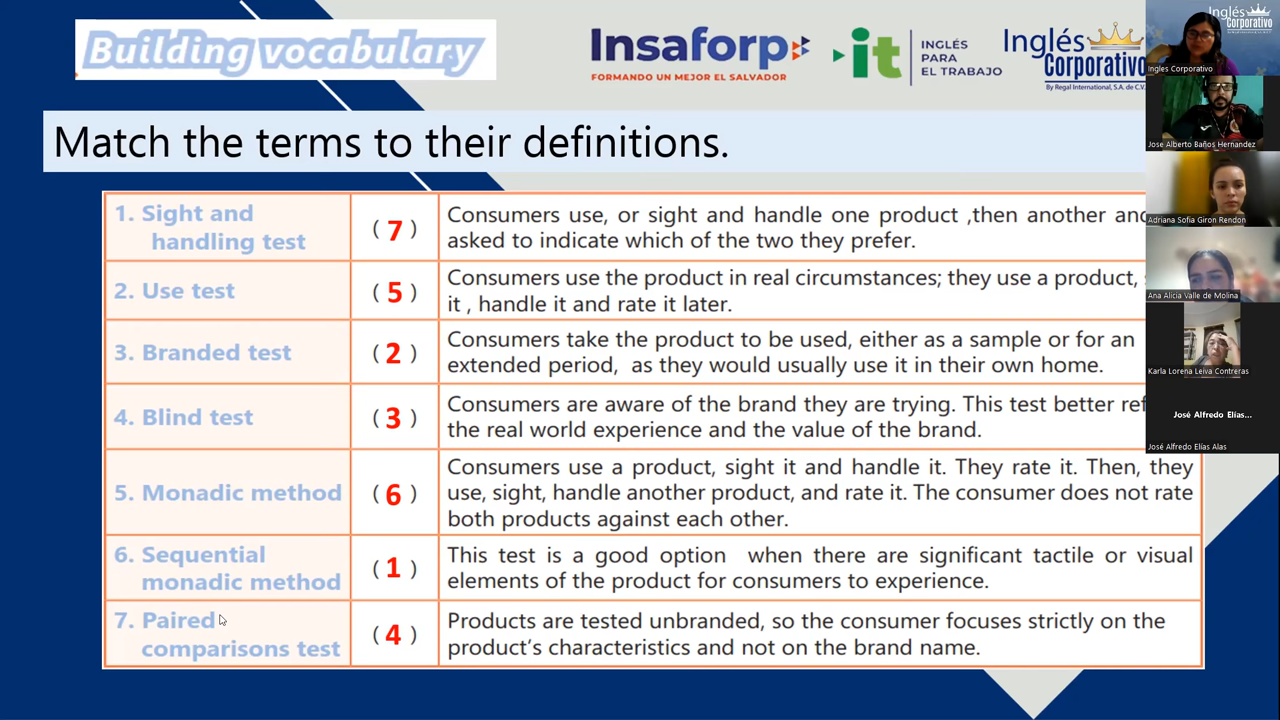 Building vocabulary
Insaforp
FORMANDO UN MEJOR EL SALVADOR
it
INGLÉS
PARA
EL TRABAJO
Inglés
Corporativo
By Regal International, S.A. de C.V.
Match the terms to their definitions.
1. Sight and
handling test
(7)
Consumers use, or sight and handle one product ,then another and
asked to indicate which of the two they prefer.
2. Use test
(5)
Consumers use the product in real circumstances; they use a product,
it , handle it and rate it later.
3. Branded test
(2)
Consumers take the product to be used, either as a sample or for an
extended period, as they would usually use it in their own home.
4. Blind test
(3)
Consumers are aware of the brand they are trying. This test better
the real world experience and the value of the brand.
5. Monadic method
(6)
Consumers use a product, sight it and handle it. They rate it. Then, they
use, sight, handle another product, and rate it. The consumer does not rate
both products against each other.
6. Sequential
monadic method
(1)
This test is a good option when there are significant tactile or visual
elements of the product for consumers to experience.
7. Paired
comparisons test
(4)
Products are tested unbranded, so the consumer focuses strictly on the
product's characteristics and not on the brand name.
Inglés
Corporativo
Ingles Corporativo
Jose Alberto Baños Hernandez
Adriana Sofia Giron Rendon
Ana Alicia Valle de Molina
Karla Lorena Leiva Contreras
José Alfredo Elías...
José Alfredo Elías Alas